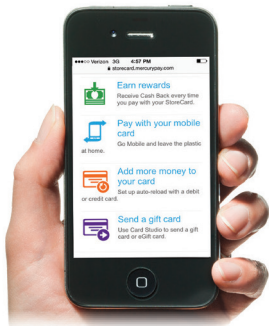 Verizon 3G 4:57 PM
storecard.mercurypay.com
Earn rewards
Receive Cash Back every time
you pay with your StoreCard.
Pay with your mobile
card
Go Mobile and leave the plastic
at home.
Add more money to
your card
Set up auto-reload with a debit
or credit card.
Send a gift card
Use Card Studio to send a gift
card or eGift card.